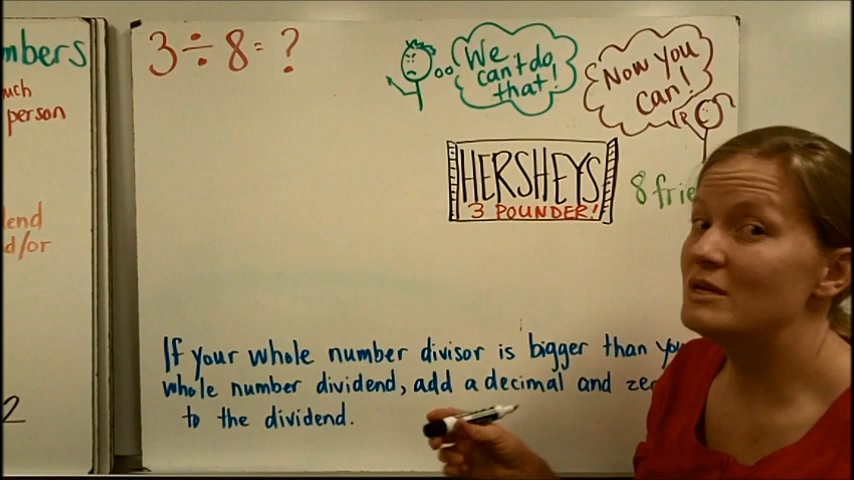 mbers
uch
person
lend
d/or
2
3 ÷ 8 = ?
We
can't do
that!
Now you
can!
HERSHEYS
3 POUNDER!
8 frie
If your whole number divisor is bigger than you
whole number dividend, add a decimal and ze
to the dividend.